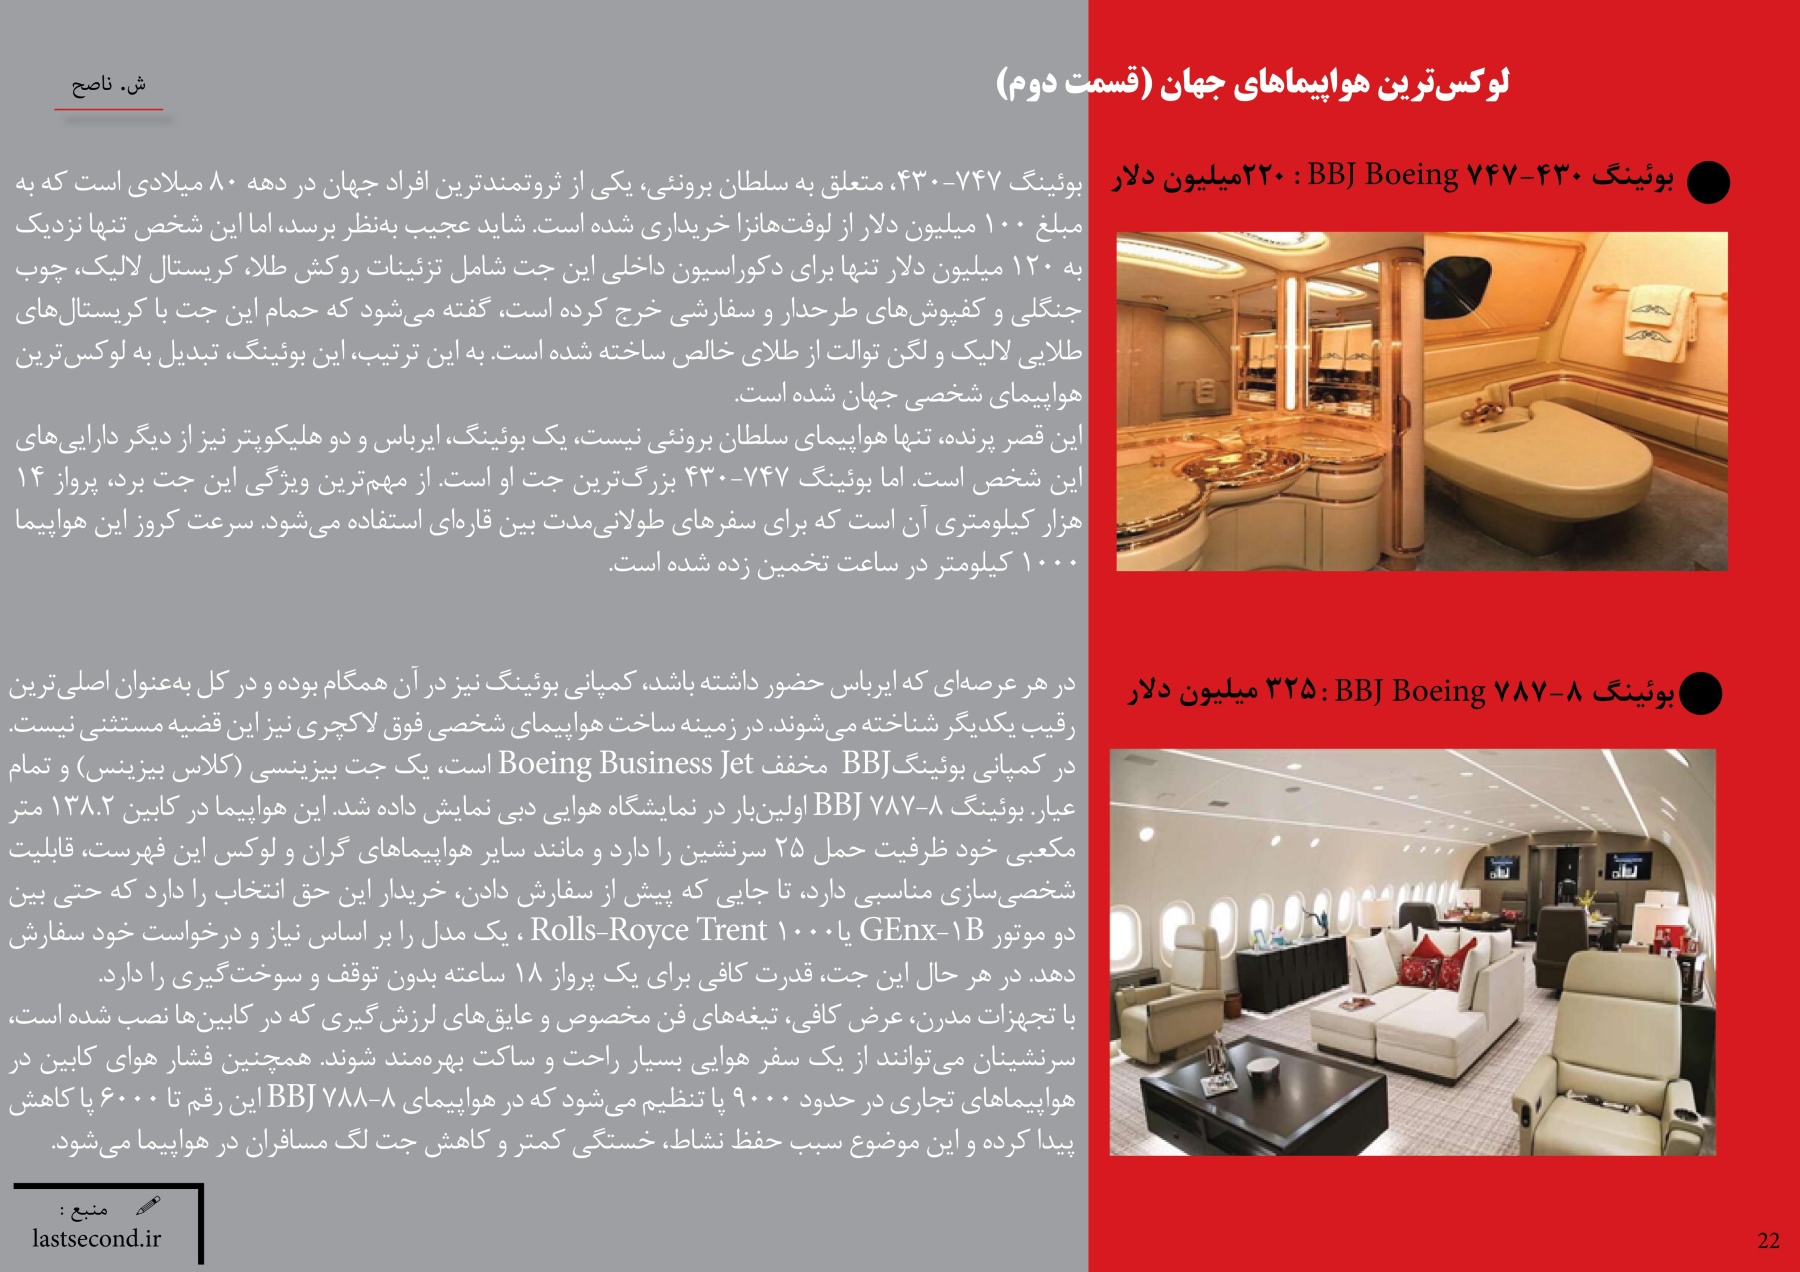 لوکس‌ترین هواپیماهای جهان (قسمت دوم)
ش. ناصح
بوئینگ BBJ Boeing ۷۴۷-۴۳۰ : ۲۲۰میلیون دلار
بوئینگ ۷۴۷-۴۳۰، متعلق به سلطان برونئی، یکی از ثروتمندترین افراد جهان در دهه ۸۰ میلادی است که به
مبلغ ۱۰۰ میلیون دلار از لوفت‌هانزا خریداری شده است. شاید عجیب به‌نظر برسد، اما این شخص تنها نزدیک
به ۱۲۰ میلیون دلار تنها برای دکوراسیون داخلی این جت شامل تزئینات روکش طلا، کریستال لالیک، چوب
جنگلی و کفپوش‌های طرحدار و سفارشی خرج کرده است، گفته می‌شود که حمام این جت با کریستال‌های
طلایی لالیک و لگن توالت از طلای خالص ساخته شده است. به این ترتیب، این بوئینگ، تبدیل به لوکس‌ترین
هواپیمای شخصی جهان شده است.
این قصر پرنده، تنها هواپیمای سلطان برونئی نیست، یک بوئینگ، ایرباس و دو هلیکوپتر نیز از دیگر دارایی‌های
این شخص است. اما بوئینگ ۷۴۷-۴۳۰ بزرگ‌ترین جت او است. از مهم‌ترین ویژگی این جت برد، پرواز ۱۴
هزار کیلومتری آن است که برای سفرهای طولانی‌مدت بین قاره‌ای استفاده می‌شود. سرعت کروز این هواپیما
۱۰۰۰ کیلومتر در ساعت تخمین زده شده است.
بوئینگ BBJ Boeing ۷۸۷-۸ : ۳۲۵ میلیون دلار
در هر عرصه‌ای که ایرباس حضور داشته باشد، کمپانی بوئینگ نیز در آن همگام بوده و در کل به‌عنوان اصلی‌ترین
رقیب یکدیگر شناخته می‌شوند. در زمینه ساخت هواپیمای شخصی فوق لاکچری نیز این قضیه مستثنی نیست.
در کمپانی بوئینگBBJ مخفف Boeing Business Jet است، یک جت بیزینسی (کلاس بیزینس) و تمام
عیار. بوئینگ BBJ ۷۸۷-۸ اولین‌بار در نمایشگاه هوایی دبی نمایش داده شد. این هواپیما در کابین ۱۳۸.۲ متر
مکعبی خود ظرفیت حمل ۲۵ سرنشین را دارد و مانند سایر هواپیماهای گران و لوکس این فهرست، قابلیت
شخصی‌سازی مناسبی دارد، تا جایی که پیش از سفارش دادن، خریدار این حق انتخاب را دارد که حتی بین
دو موتور GEnx-۱B یا Rolls-Royce Trent ۱۰۰۰ ، یک مدل را بر اساس نیاز و درخواست خود سفارش
دهد. در هر حال این جت، قدرت کافی برای یک پرواز ۱۸ ساعته بدون توقف و سوخت‌گیری را دارد.
با تجهزات مدرن، عرض کافی، تیغه‌های فن مخصوص و عایق‌های لرزش‌گیری که در کابین‌ها نصب شده است،
سرنشینان می‌توانند از یک سفر هوایی بسیار راحت و ساکت بهره‌مند شوند. همچنین فشار هوای کابین در
هواپیماهای تجاری در حدود ۹۰۰۰ پا تنظیم می‌شود که در هواپیمای BBJ ۷۸۸-۸ این رقم تا ۶۰۰۰ پا کاهش
پیدا کرده و این موضوع سبب حفظ نشاط، خستگی کمتر و کاهش جت لگ مسافران در هواپیما می‌شود.
منبع :
lastsecond.ir
22